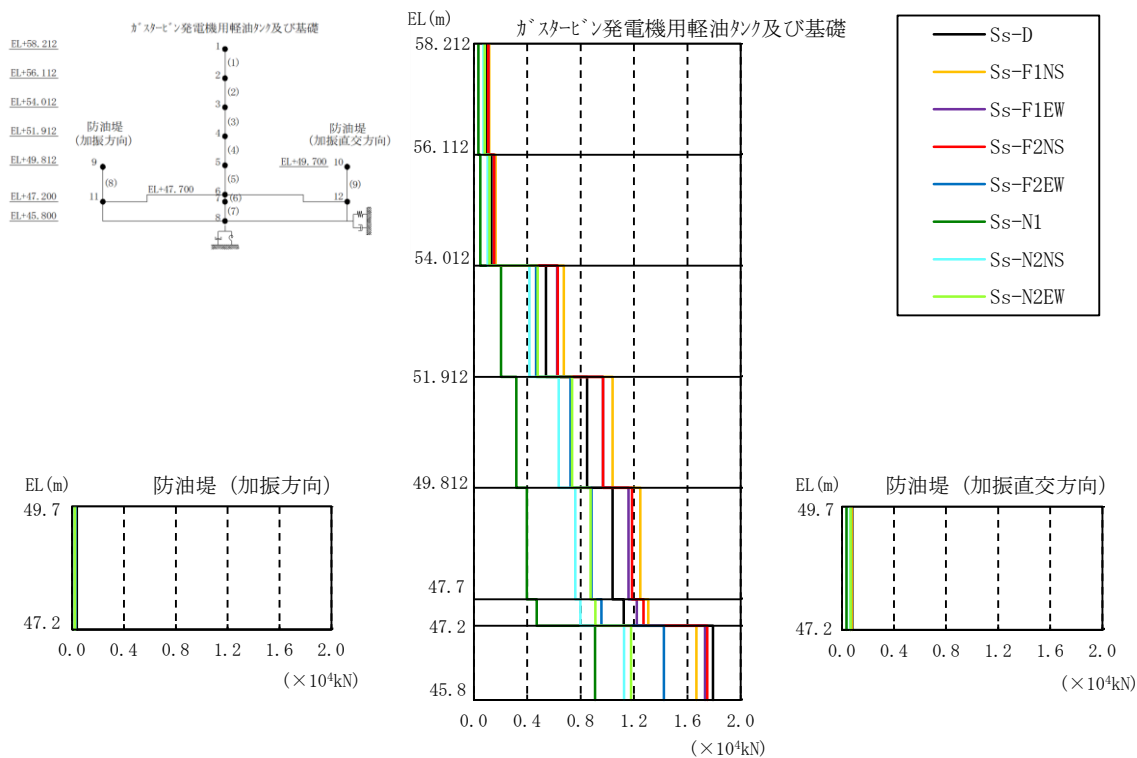 ｶﾞｽﾀｰﾋﾞﾝ発電機用軽油ﾀﾝｸ及び基礎
EL+58.212
EL+56.112
EL+54.012
EL+51.912
EL+49.812
EL+47.200
EL+45.800
防油堤
(加振方向)
防油堤
(加振直交方向)
EL+47.700
EL+49.700
1
(1)
2
(2)
3
(3)
4
(4)
5
(5)
6
(6)
7
(7)
8
9
(8)
11
10
(9)
12
EL(m)
ｶﾞｽﾀｰﾋﾞﾝ発電機用軽油ﾀﾝｸ及び基礎
58.212
56.112
54.012
51.912
49.812
47.7
47.2
45.8
0.0 0.4 0.8 1.2 1.6 2.0
(×10⁴kN)
Ss-D
Ss-F1NS
Ss-F1EW
Ss-F2NS
Ss-F2EW
Ss-N1
Ss-N2NS
Ss-N2EW
EL(m) 防油堤 (加振方向)
49.7
47.2
0.0 0.4 0.8 1.2 1.6 2.0
(×10⁴kN)
EL(m) 防油堤 (加振直交方向)
49.7
47.2
0.0 0.4 0.8 1.2 1.6 2.0
(×10⁴kN)